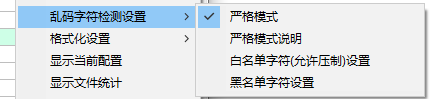 乱码字符检测设置
格式化设置
显示当前配置
显示文件统计
严格模式
严格模式说明
白名单字符(允许压制)设置
黑名单字符设置